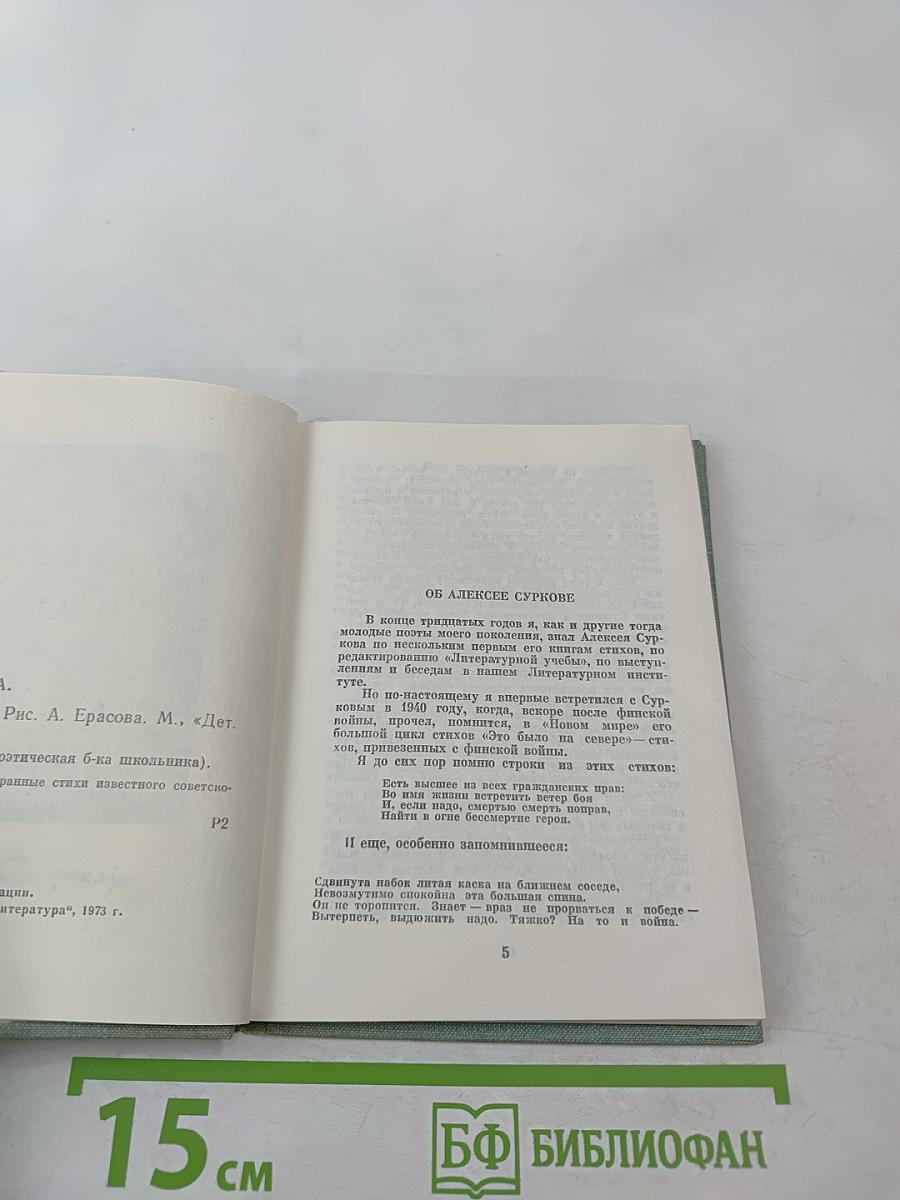 А.
Рис. А. Ерасова. М., «Дет.
оэтическая б-ка школьника).
ранные стихи известного советско-
Р2
ации.
итература“, 1973 г.
ОБ АЛЕКСЕЕ СУРКОВЕ
В конце тридцатых годов я, как и другие тогда
молодые поэты моего поколения, знал Алексея Сур-
кова по нескольким первым его книгам стихов, по
редактированию «Литературной учебы», по выступ-
лениям и беседам в нашем Литературном инсти-
туте.
Но по-настоящему я впервые встретился с Сур-
ковым в 1940 году, когда, вскоре после финской
войны, прочел, помнится, в «Новом мире» его
большой цикл стихов «Это было на севере»— сти-
хов, привезенных с финской войны.
Я до сих пор помню строки из этих стихов:
Есть высшее из всех гражданских прав:
Во имя жизни встретить ветер боя
И, если надо, смертью смерть поправ,
Найти в огне бессмертие героя.
И еще, особенно запомнившееся:
Сдвинута набок литая каска на ближнем соседе,
Невозмутимо спокойна эта большая спина.
Он не торопится. Знает — враз не прорваться к победе —
Вытерпеть, выдюжить надо. Тяжко? На то и война.
5
15 см
БФ БИБЛИОФАН